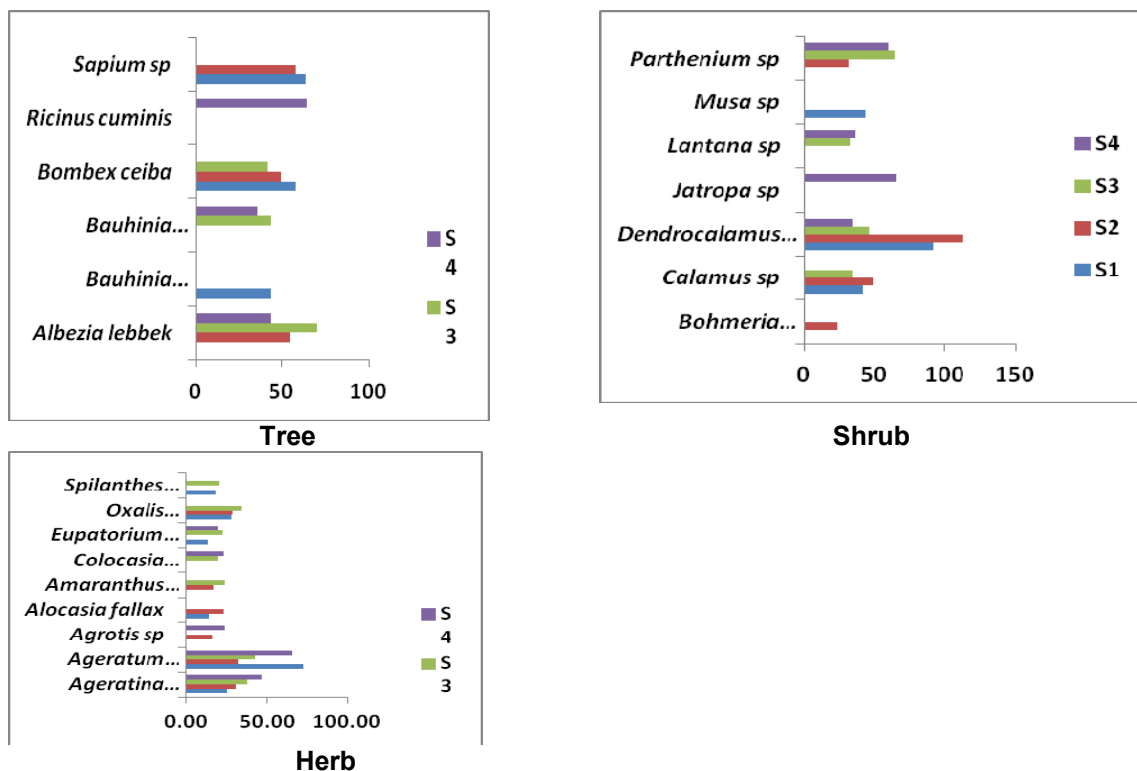 Sapium sp
Ricinus cuminis
Bombex ceiba
Bauhinia...
Bauhinia...
Albezia lebbek
0 50 100
S
4
S
3
Tree
Parthenium sp
Musa sp
Lantana sp
Jatropa sp
Dendrocalamus...
Calamus sp
Bohmeria...
0 50 100 150
S4
S3
S2
S1
Shrub
Spilanthes...
Oxalis...
Eupatorium...
Colocasia...
Amaranthus...
Alocasia fallax
Agrotis sp
Ageratum...
Ageratina...
0.00 50.00 100.00
S
4
S
3
Herb